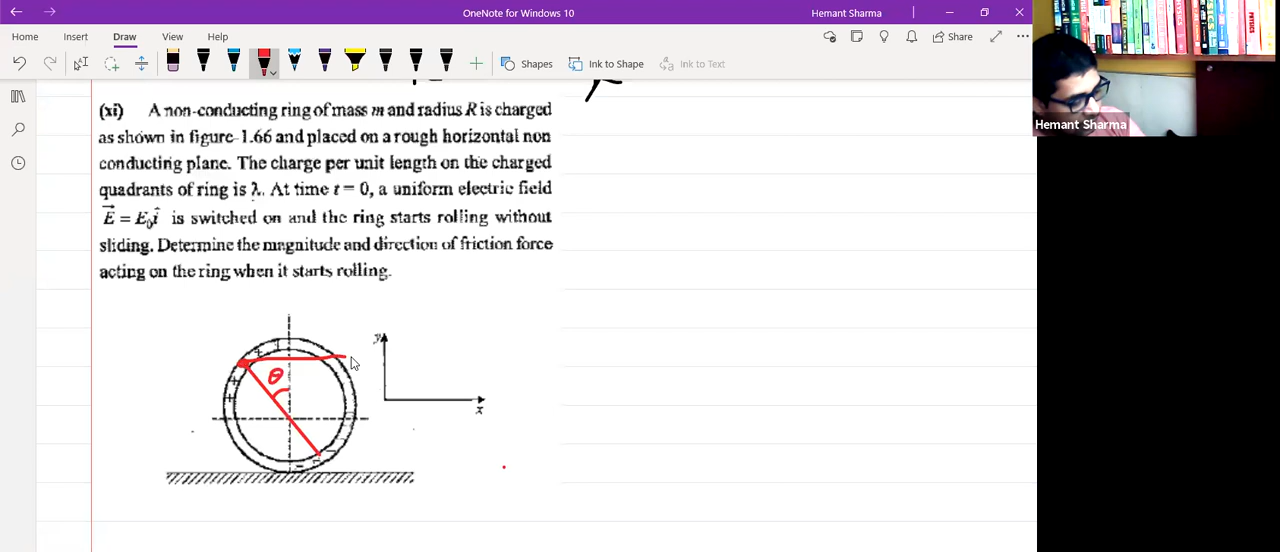 OneNote for Windows 10
Hemant Sharma
Home Insert Draw View Help
Share
Shapes Ink to Shape Ink to Text
(xi) A non-conducting ring of mass m and radius R is charged
as shown in figure-1.66 and placed on a rough horizontal non
conducting plane. The charge per unit length on the charged
quadrants of ring is λ. At time t = 0, a uniform electric field
E⃗ = E₀î is switched on and the ring starts rolling without
sliding. Determine the magnitude and direction of friction force
acting on the ring when it starts rolling.
y
x
θ
+ + + +
Hemant Sharma
PHYSICS